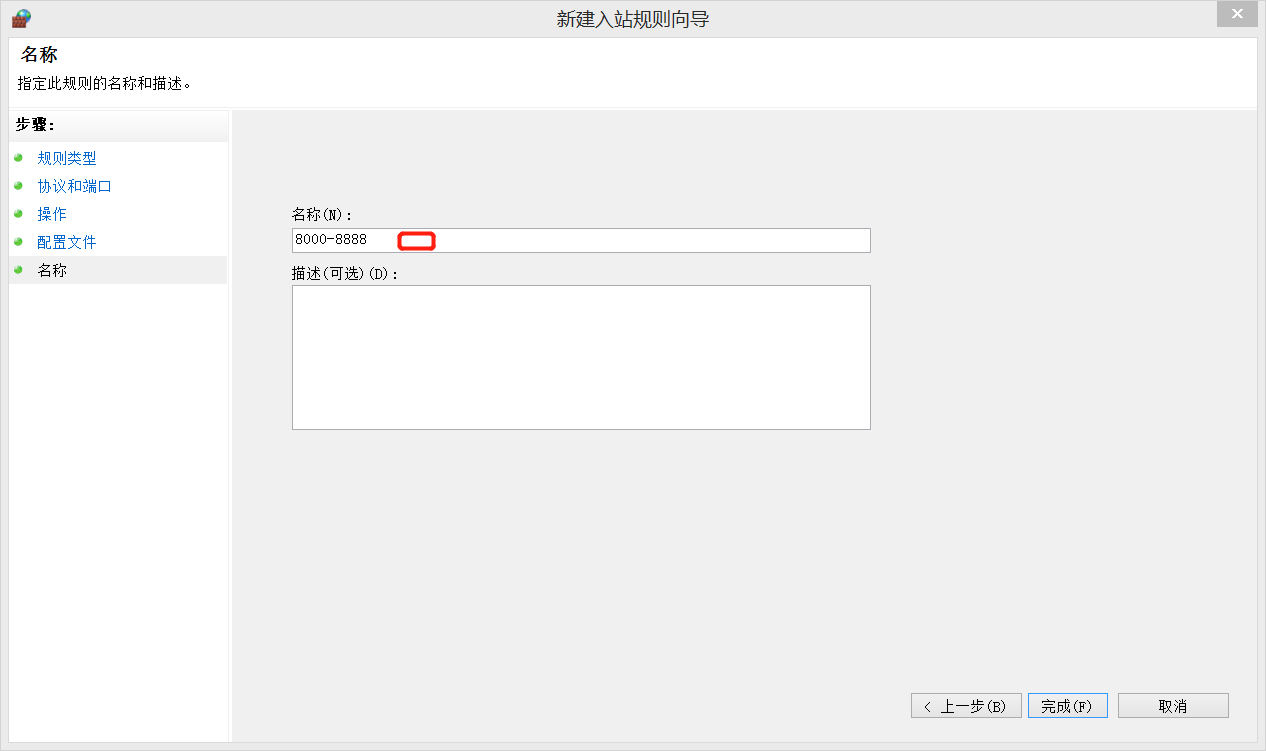 新建入站规则向导
名称
指定此规则的名称和描述。
步骤:
规则类型
协议和端口
操作
配置文件
名称
名称(N):
8000-8888
描述(可选)(D):
< 上一步(B)
完成(F)
取消